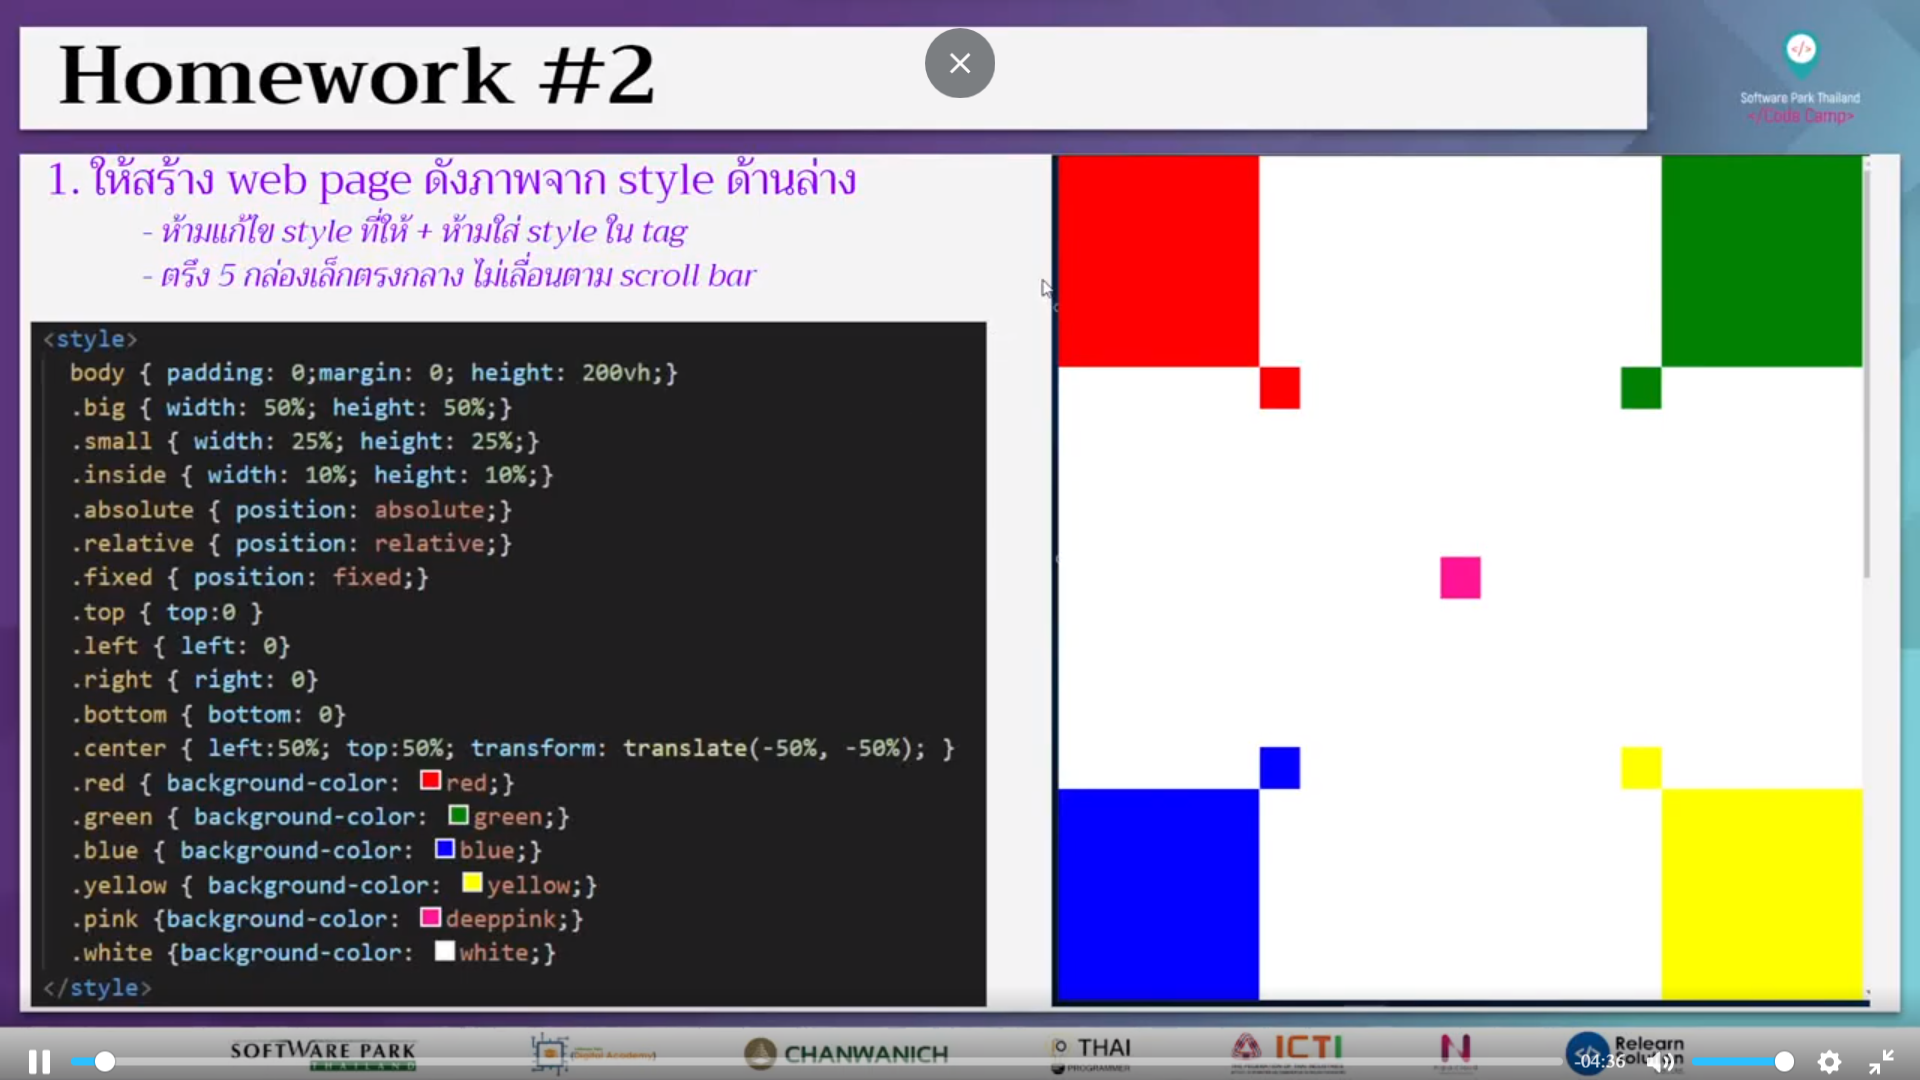 Homework #2
</>
Software Park Thailand
</Code Camp>
1. ให้สร้าง web page ดังภาพจาก style ด้านล่าง
- ห้ามแก้ไข style ที่ให้ + ห้ามใส่ style ใน tag
- ตรึง 5 กล่องเล็กตรงกลาง ไม่เลื่อนตาม scroll bar
<style>
body { padding: 0;margin: 0; height: 200vh;}
.big { width: 50%; height: 50%;}
.small { width: 25%; height: 25%;}
.inside { width: 10%; height: 10%;}
.absolute { position: absolute;}
.relative { position: relative;}
.fixed { position: fixed;}
.top { top:0 }
.left { left: 0}
.right { right: 0}
.bottom { bottom: 0}
.center { left:50%; top:50%; transform: translate(-50%, -50%); }
.red { background-color: red;}
.green { background-color: green;}
.blue { background-color: blue;}
.yellow { background-color: yellow;}
.pink {background-color: deeppink;}
.white {background-color: white;}
</style>
SOFTWARE PARK
THAILAND
CHANWANICH
THAI
PROGRAMMER
ICTI
N
Relearn
Solution
-04:36